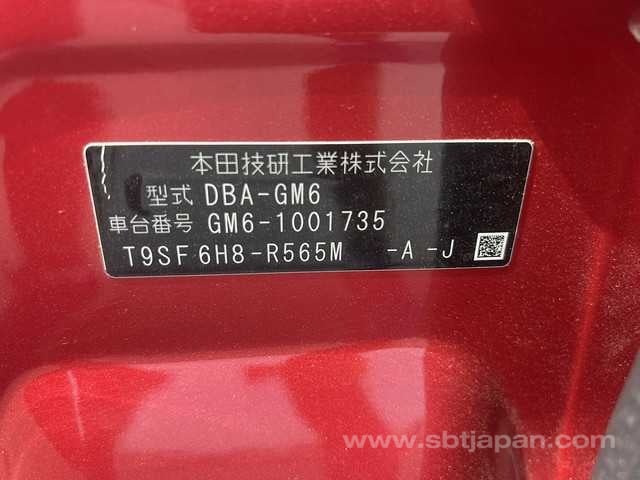 本田技研工業株式会社
型式 DBA-GM6
車台番号 GM6-1001735
T9SF 6H8-R565M -A -J
www.sbtjapan.com